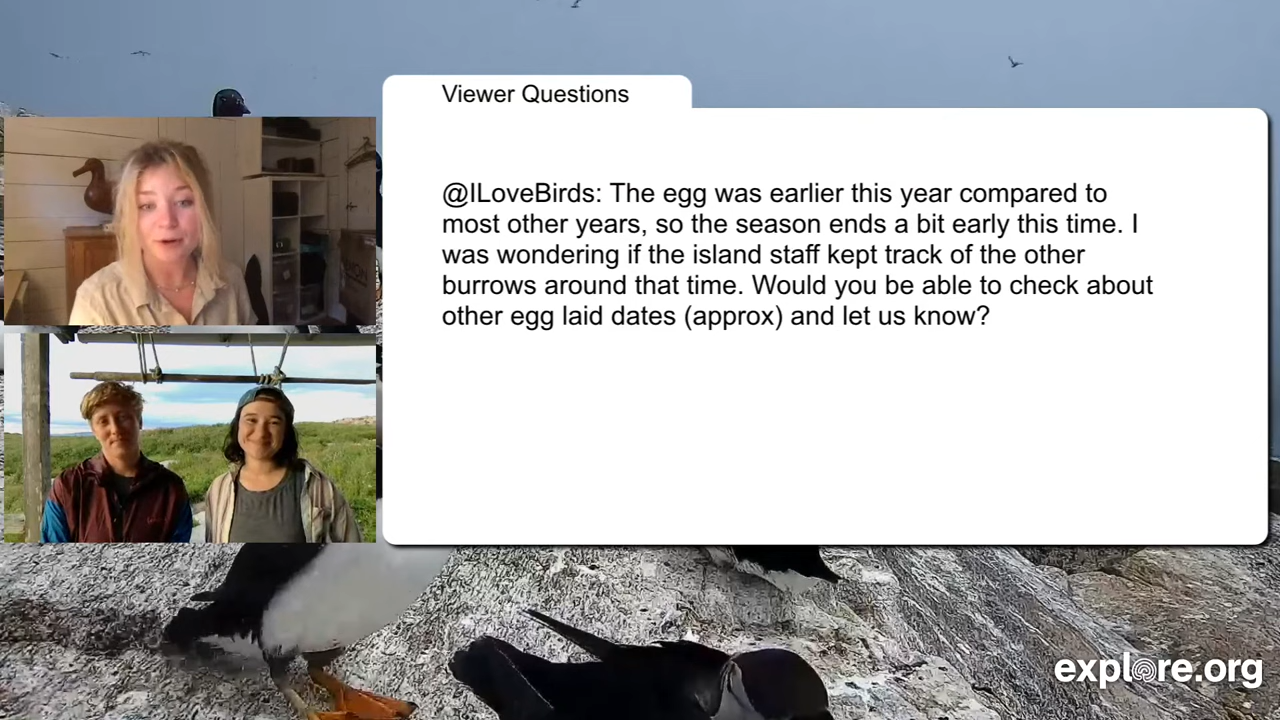 Viewer Questions
@ILoveBirds: The egg was earlier this year compared to
most other years, so the season ends a bit early this time. I
was wondering if the island staff kept track of the other
burrows around that time. Would you be able to check about
other egg laid dates (approx) and let us know?
explore.org